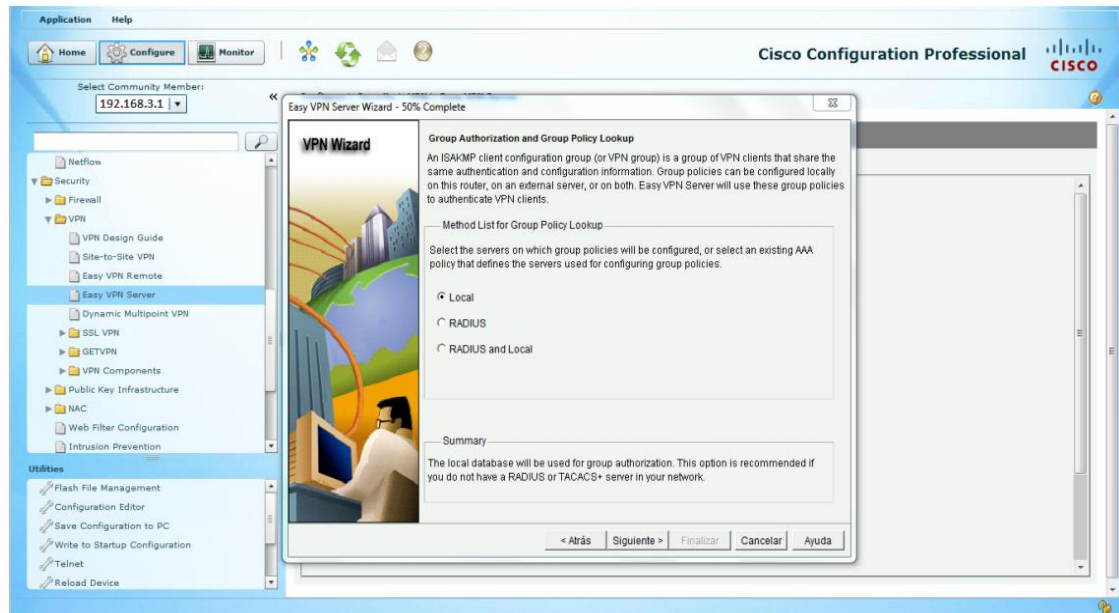 Application Help
Home Configure Monitor
Cisco Configuration Professional
CISCO
Select Community Member:
192.168.3.1
«
Easy VPN Server Wizard - 50% Complete
Netflow
Security
Firewall
VPN
VPN Design Guide
Site-to-Site VPN
Easy VPN Remote
Easy VPN Server
Dynamic Multipoint VPN
SSL VPN
GETVPN
VPN Components
Public Key Infrastructure
NAC
Web Filter Configuration
Intrusion Prevention
Utilities
Flash File Management
Configuration Editor
Save Configuration to PC
Write to Startup Configuration
Telnet
Reload Device
VPN Wizard
Group Authorization and Group Policy Lookup
An ISAKMP client configuration group (or VPN group) is a group of VPN clients that share the
same authentication and configuration information. Group policies can be configured locally
on this router, on an external server, or on both. Easy VPN Server will use these group policies
to authenticate VPN clients.
Method List for Group Policy Lookup
Select the servers on which group policies will be configured, or select an existing AAA
policy that defines the servers used for configuring group policies.
Local
RADIUS
RADIUS and Local
Summary
The local database will be used for group authorization. This option is recommended if
you do not have a RADIUS or TACACS+ server in your network.
< Atrás Siguiente > Finalizar Cancelar Ayuda